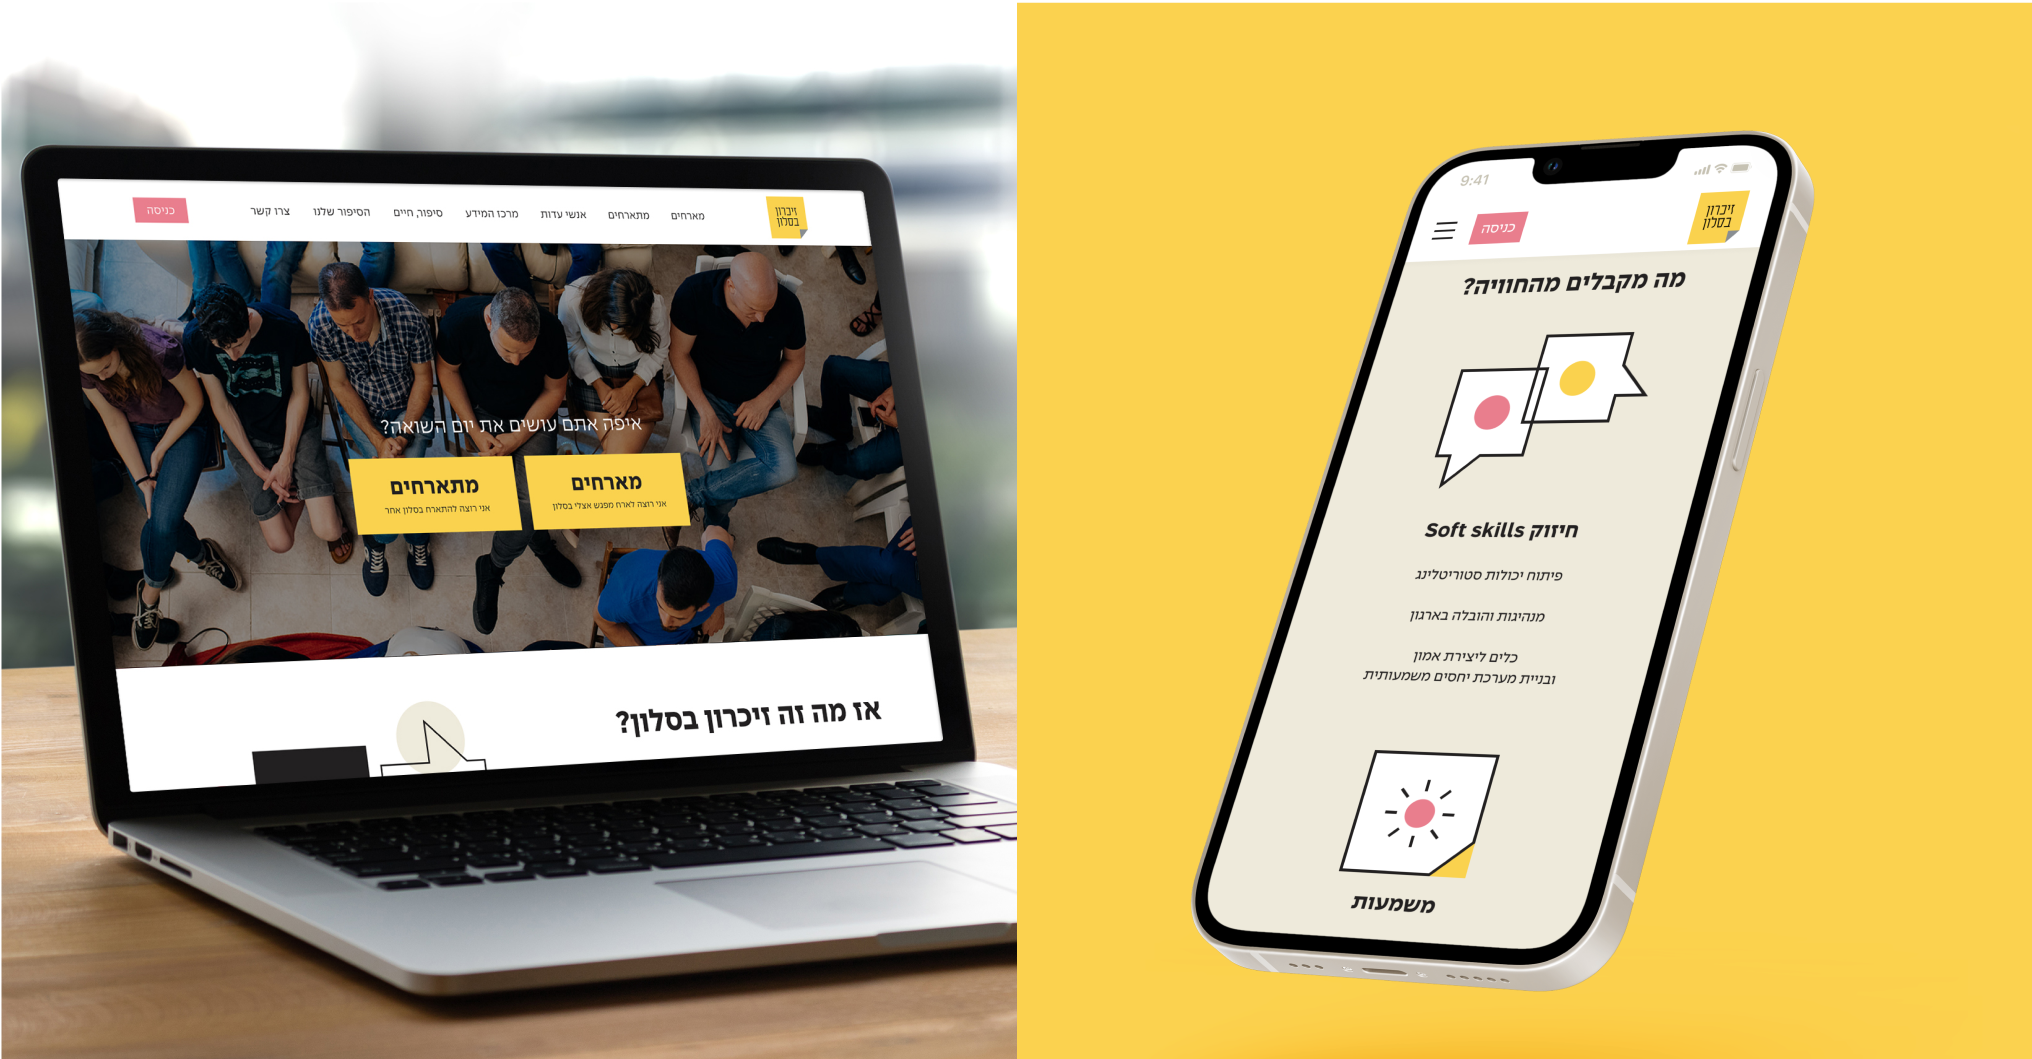 זיכרון
בסלון
מארחים
מתארחים
אנשי עדות
מרכז המידע
סיפור, חיים
הסיפור שלנו
צרו קשר
כניסה
איפה אתם עושים את יום השואה?
מארחים
אני רוצה לארח מפגש אצלי בסלון
מתארחים
אני רוצה להתארח בסלון אחר
אז מה זה זיכרון בסלון?
9:41
זיכרון
בסלון
כניסה
מה מקבלים מהחוויה?
חיזוק Soft skills
פיתוח יכולות סטוריטלינג
מנהיגות והובלה בארגון
כלים ליצירת אמון
ובניית מערכת יחסים משמעותית
משמעות